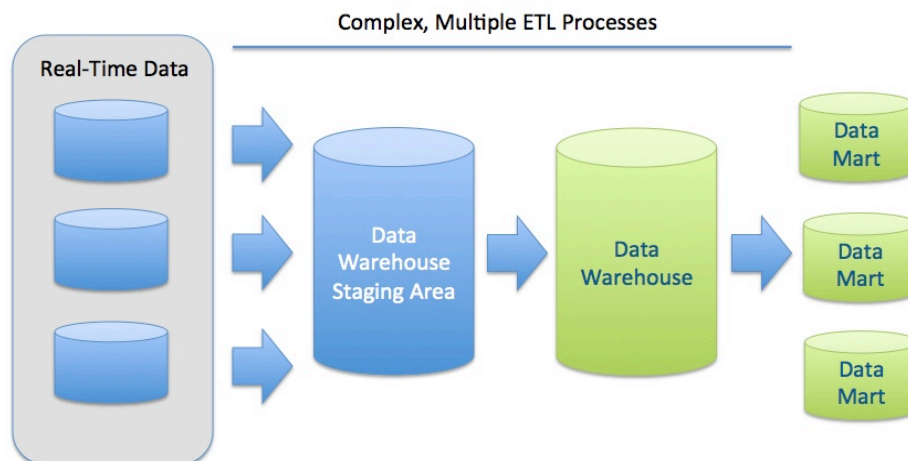 Complex, Multiple ETL Processes
Real-Time Data
Data
Warehouse
Staging Area
Data
Warehouse
Data
Mart
Data
Mart
Data
Mart